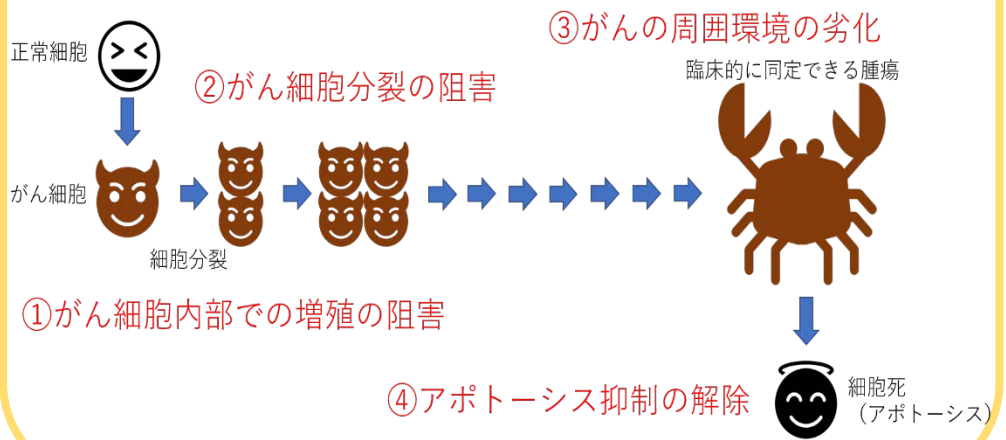 正常細胞
③がんの周囲環境の劣化
臨床的に同定できる腫瘍
②がん細胞分裂の阻害
がん細胞
細胞分裂
①がん細胞内部での増殖の阻害
④アポトーシス抑制の解除
細胞死
（アポトーシス）